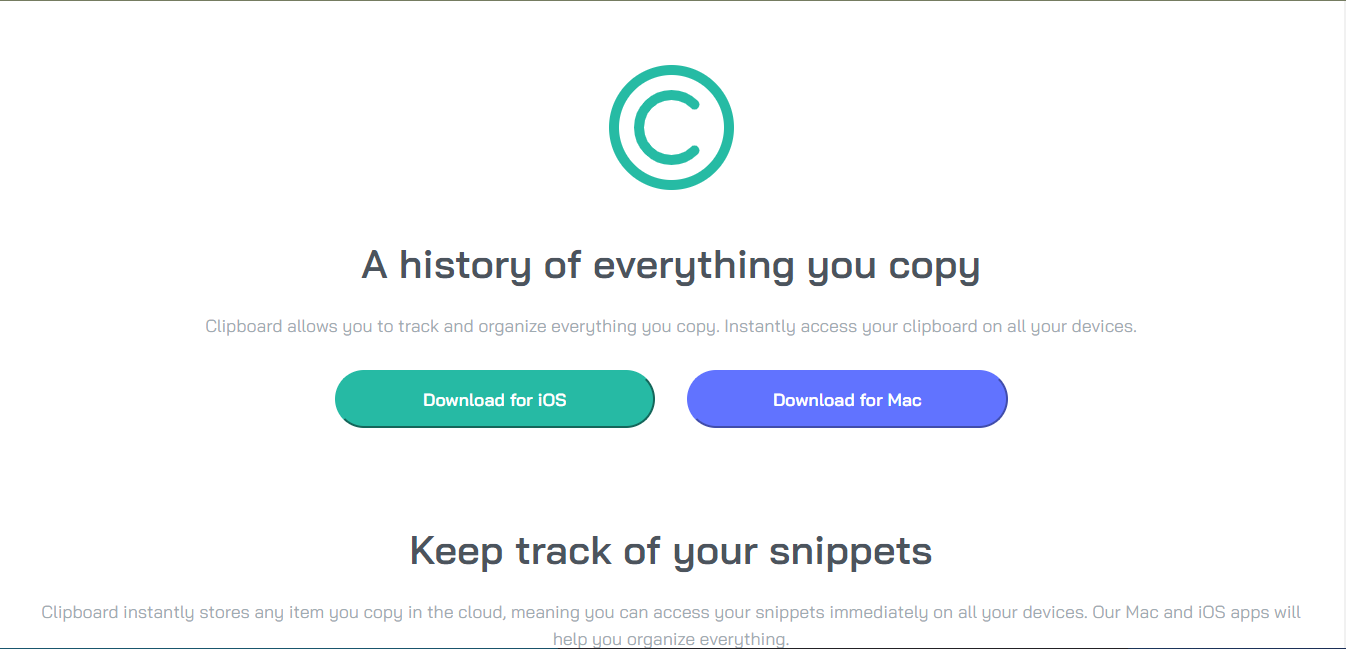 C
A history of everything you copy
Clipboard allows you to track and organize everything you copy. Instantly access your clipboard on all your devices.
Download for iOS
Download for Mac
Keep track of your snippets
Clipboard instantly stores any item you copy in the cloud, meaning you can access your snippets immediately on all your devices. Our Mac and iOS apps will
help you organize everything.